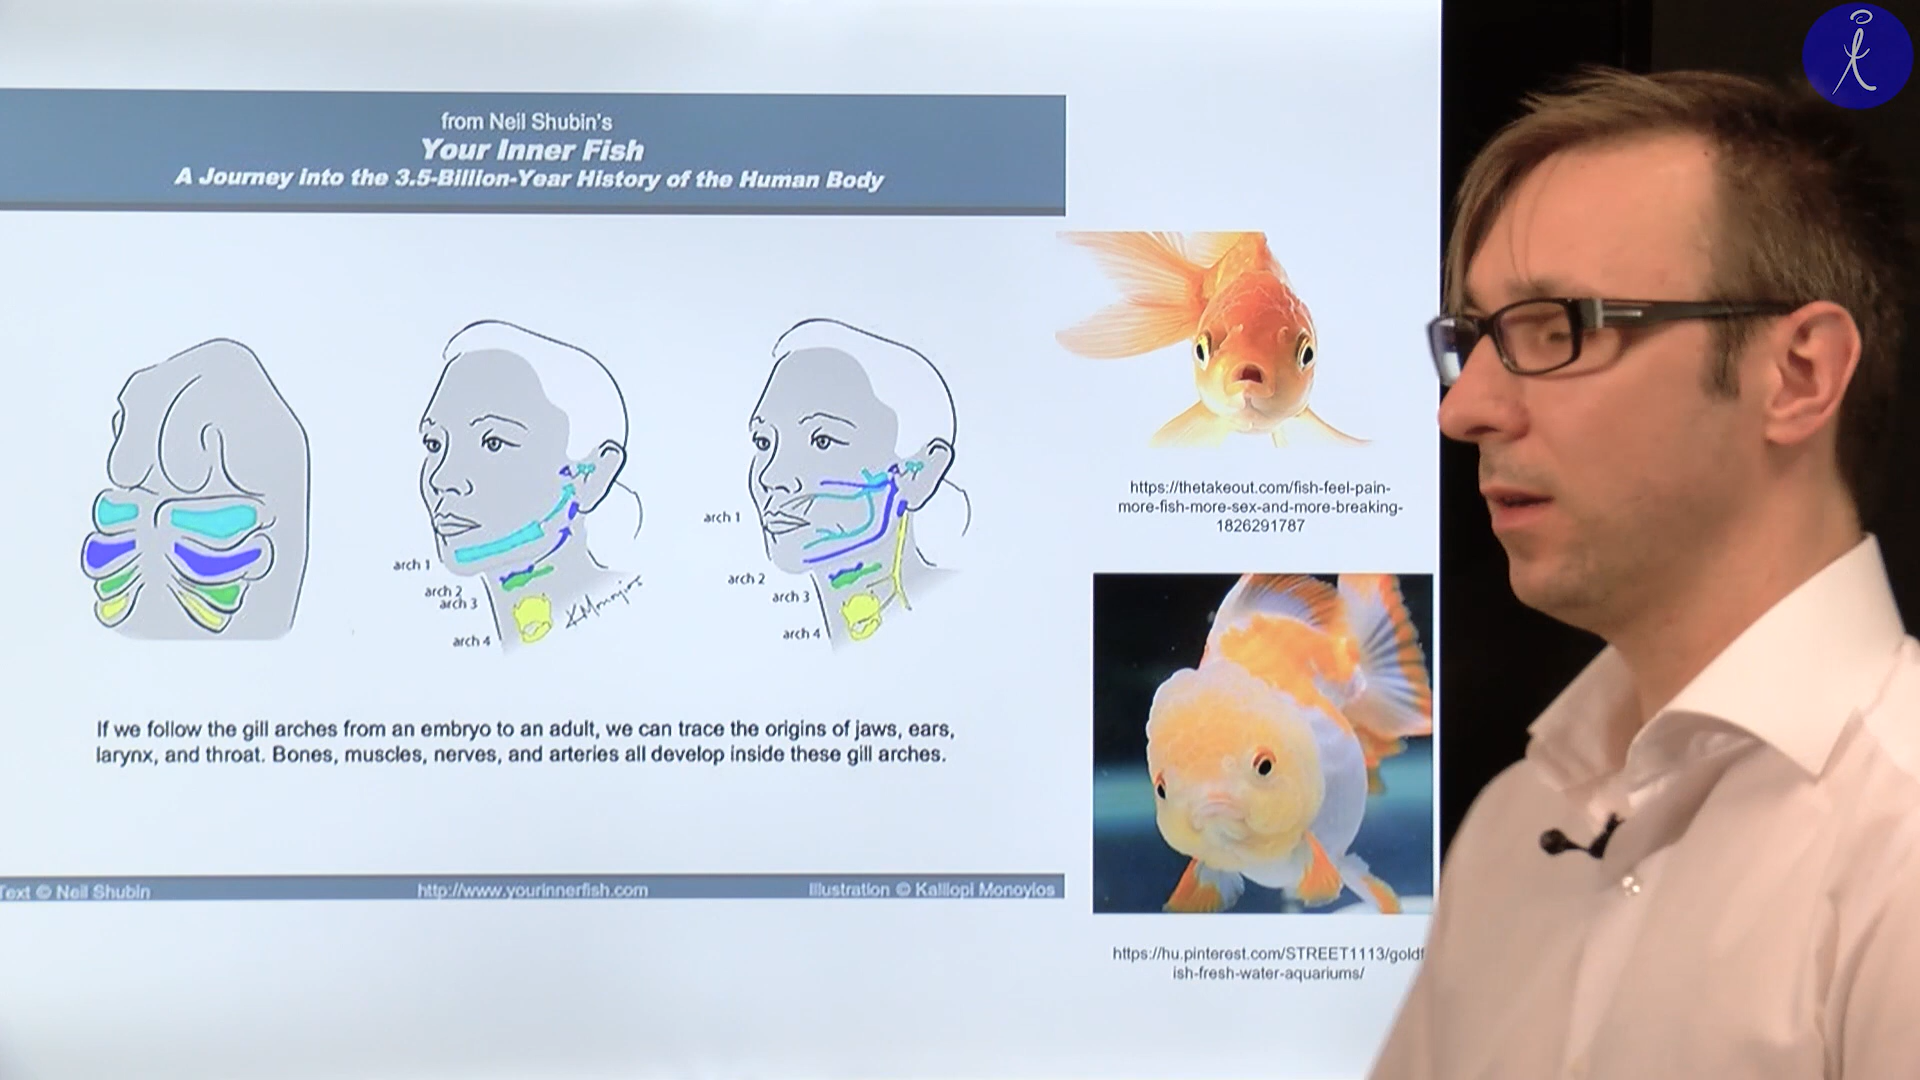 from Neil Shubin's
Your Inner Fish
A Journey into the 3.5-Billion-Year History of the Human Body
arch 1
arch 2
arch 3
arch 4
KMonoyios
arch 1
arch 2
arch 3
arch 4
If we follow the gill arches from an embryo to an adult, we can trace the origins of jaws, ears,
larynx, and throat. Bones, muscles, nerves, and arteries all develop inside these gill arches.
Text © Neil Shubin
http://www.yourinnerfish.com
Illustration © Kalliopi Monoyios
https://thetakeout.com/fish-feel-pain-
more-fish-more-sex-and-more-breaking-
1826291787
https://hu.pinterest.com/STREET1113/goldf
ish-fresh-water-aquariums/